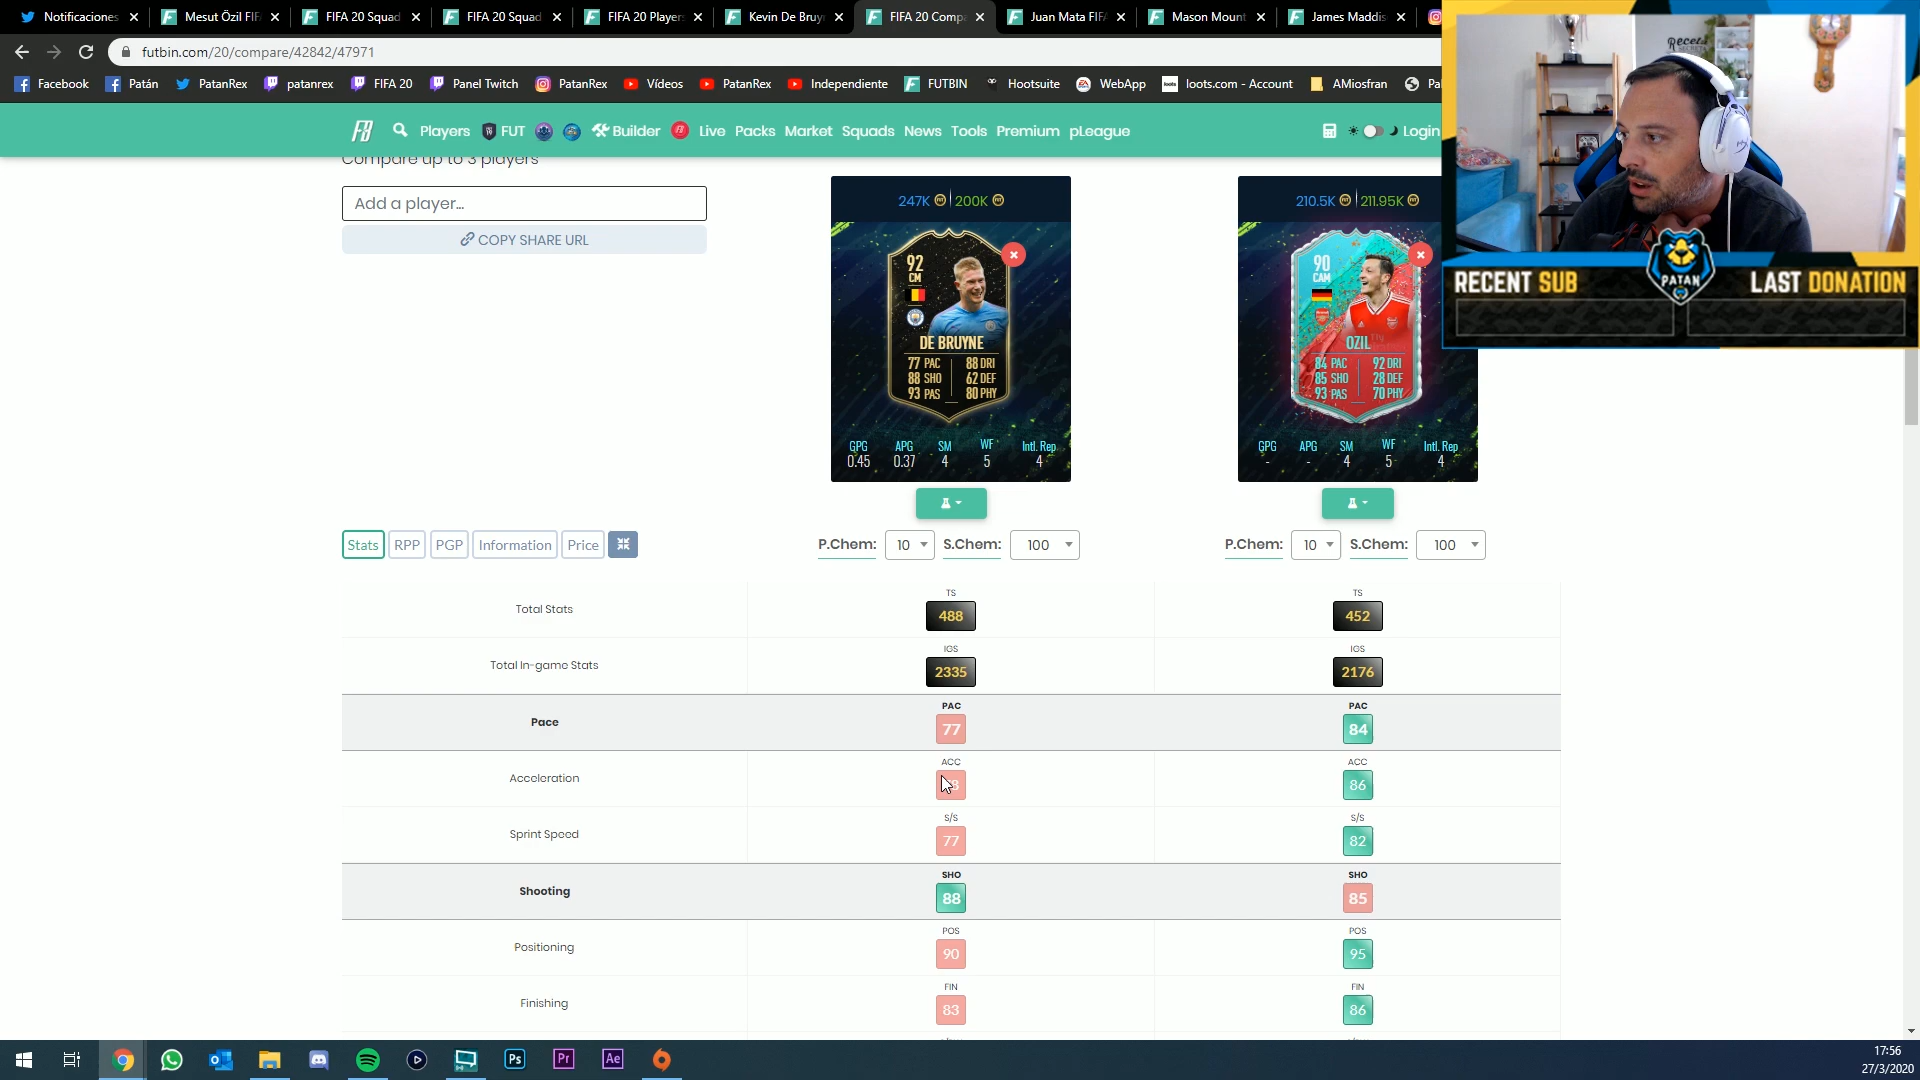 Notificaciones
Mesut Özil FIF
FIFA 20 Squad
FIFA 20 Squad
FIFA 20 Player
Kevin De Bruy
FIFA 20 Comp
Juan Mata FIF
Mason Mount
James Maddis
futbin.com/20/compare/42842/47971
Facebook
Patán
PatanRex
patanrex
FIFA 20
Panel Twitch
PatanRex
Vídeos
PatanRex
Independiente
FUTBIN
Hootsuite
WebApp
loots.com - Account
AMiosfran
Players
FUT
Builder
Live
Packs
Market
Squads
News
Tools
Premium
pLeague
Login
RECENT SUB
PATAN
LAST DONATION
Compare up to 3 players
Add a player...
COPY SHARE URL
247K 200K
92
CM
DE BRUYNE
77 PAC 88 DRI
88 SHO 62 DEF
93 PAS 80 PHY
GPG APG SM WF Intl. Rep
0.45 0.37 4 5 4
210.5K 211.95K
90
CAM
OZIL
84 PAC 92 DRI
85 SHO 28 DEF
93 PAS 70 PHY
GPG APG SM WF Intl. Rep
- - 4 5 4
Stats RPP PGP Information Price
P.Chem: 10 S.Chem: 100
P.Chem: 10 S.Chem: 100
TS TS
Total Stats 488 452
IGS IGS
Total In-game Stats 2335 2176
PAC PAC
Pace 77 84
ACC ACC
Acceleration 86
S/S S/S
Sprint Speed 77 82
SHO SHO
Shooting 88 85
POS POS
Positioning 90 95
FIN FIN
Finishing 83 86
Ps
Pr
Ae
17:56
27/3/2020